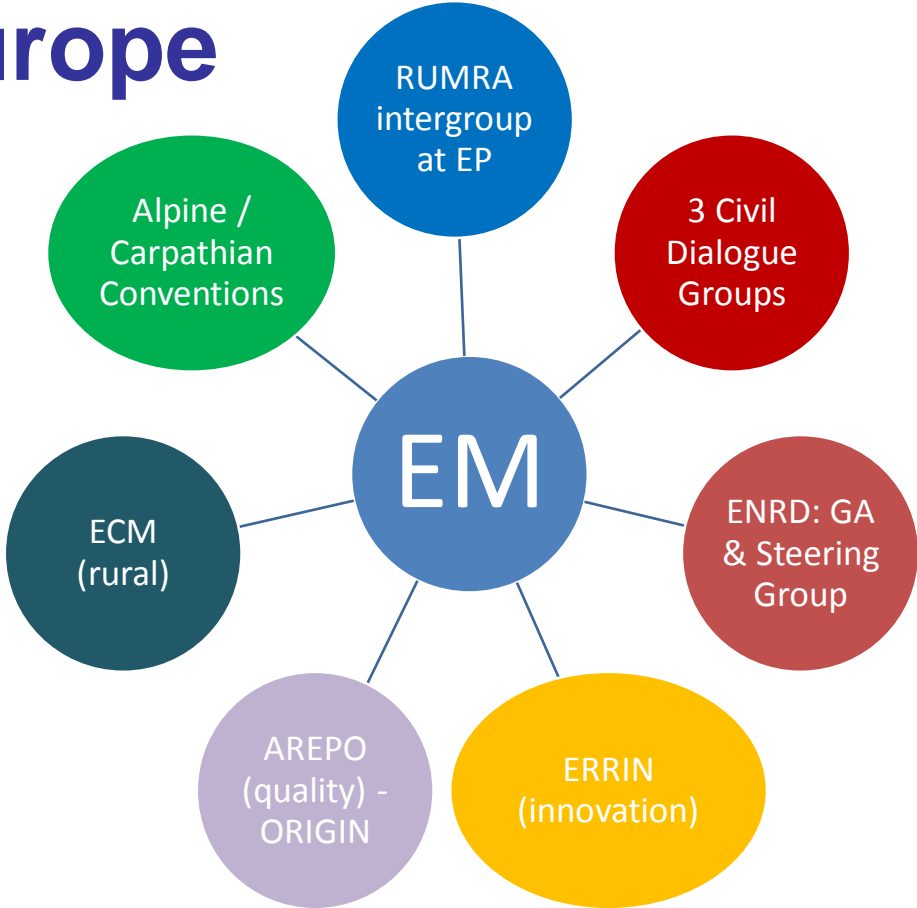 urope
RUMRA
intergroup
at EP
Alpine /
Carpathian
Conventions
3 Civil
Dialogue
Groups
EM
ECM
(rural)
ENRD: GA
& Steering
Group
AREPO
(quality) -
ORIGIN
ERRIN
(innovation)